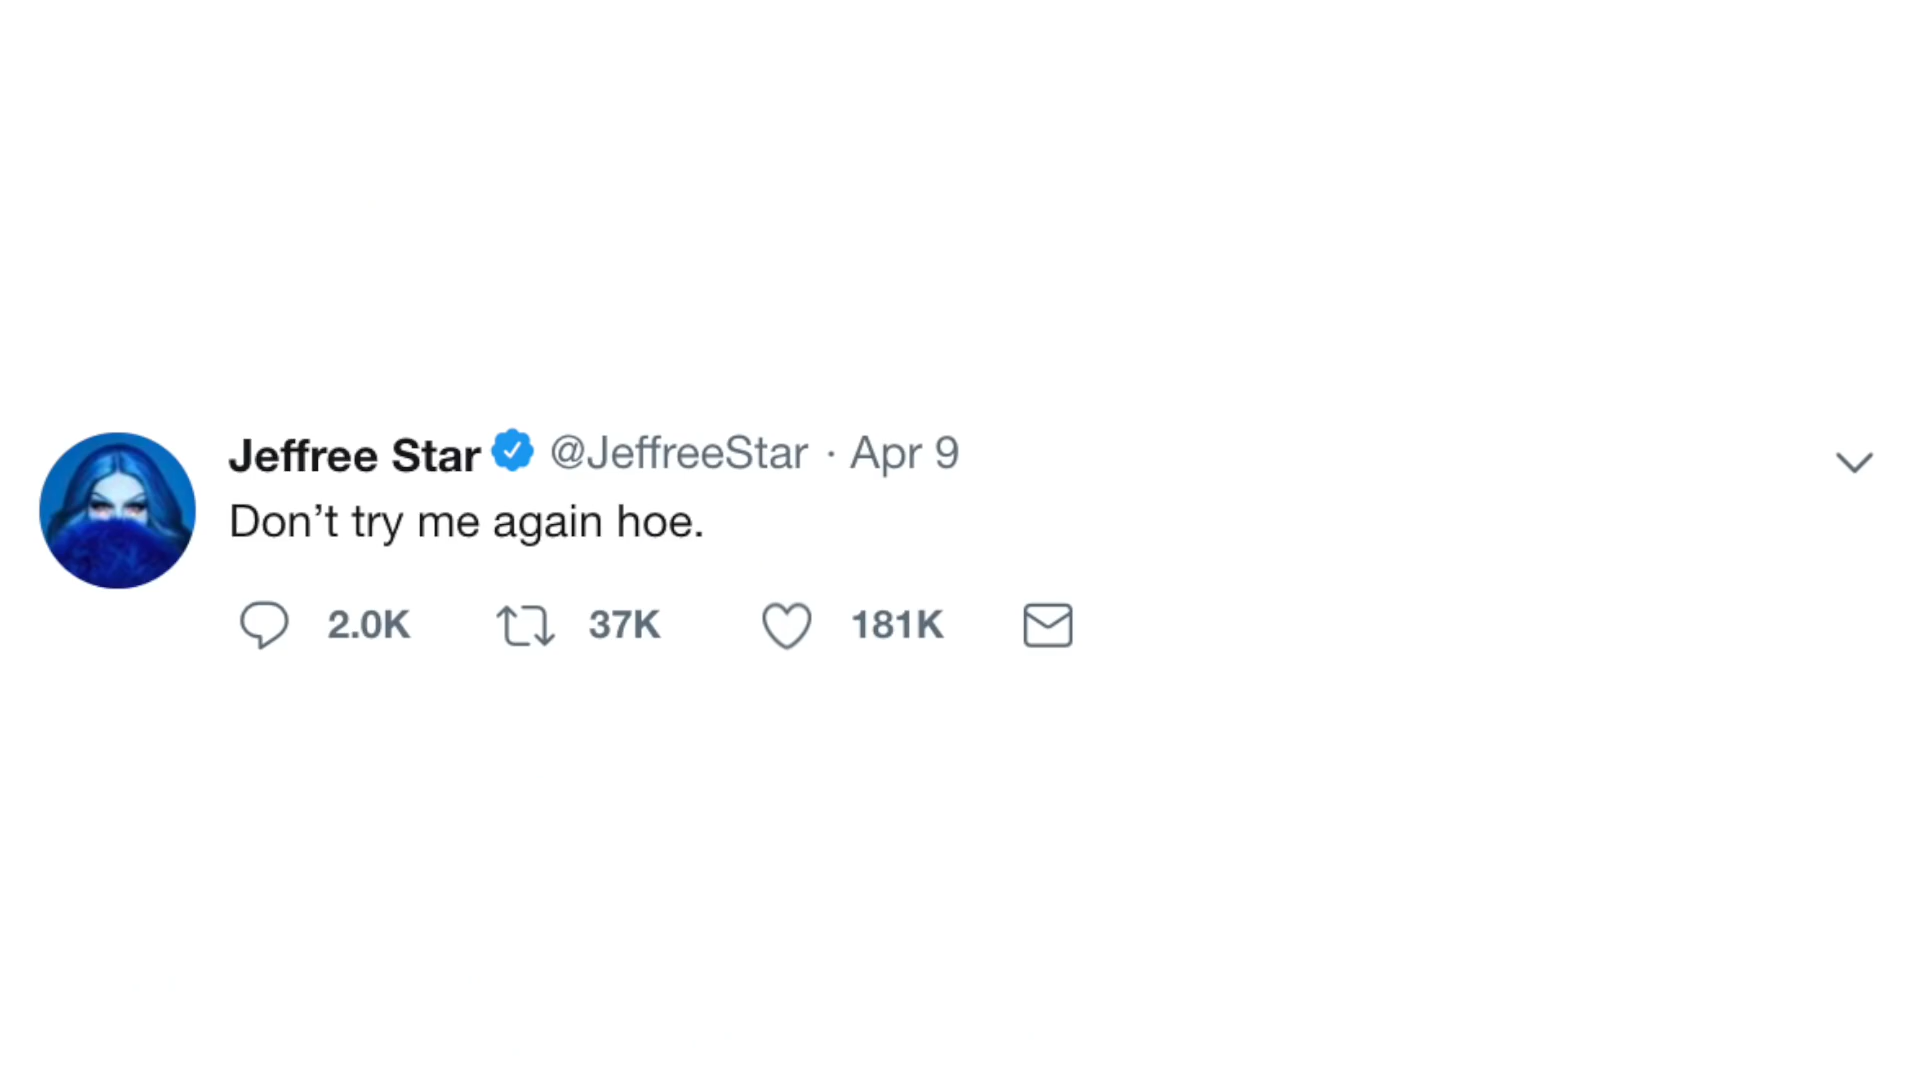 Jeffree Star @JeffreeStar · Apr 9
Don’t try me again hoe.
2.0K 37K 181K